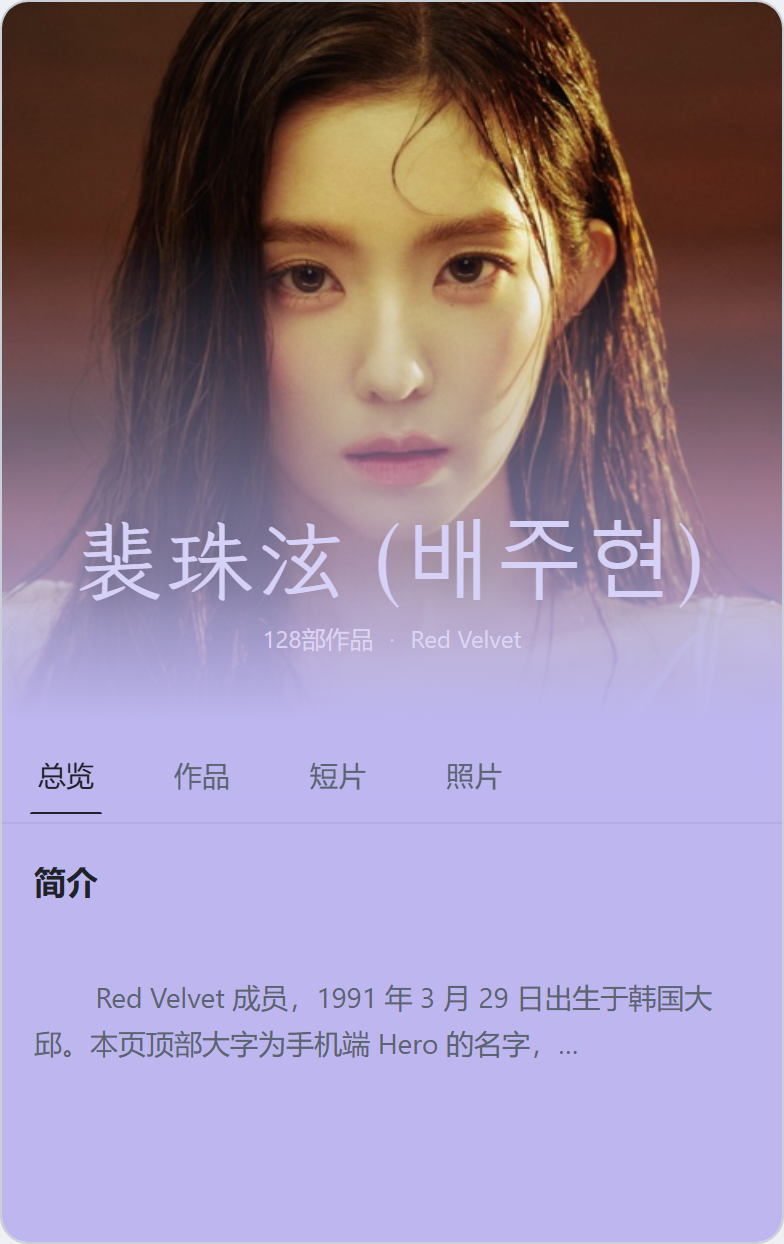 裴珠泫 (배주현)
128部作品 · Red Velvet
总览 作品 短片 照片
简介
Red Velvet 成员，1991 年 3 月 29 日出生于韩国大
邱。本页顶部大字为手机端 Hero 的名字，...